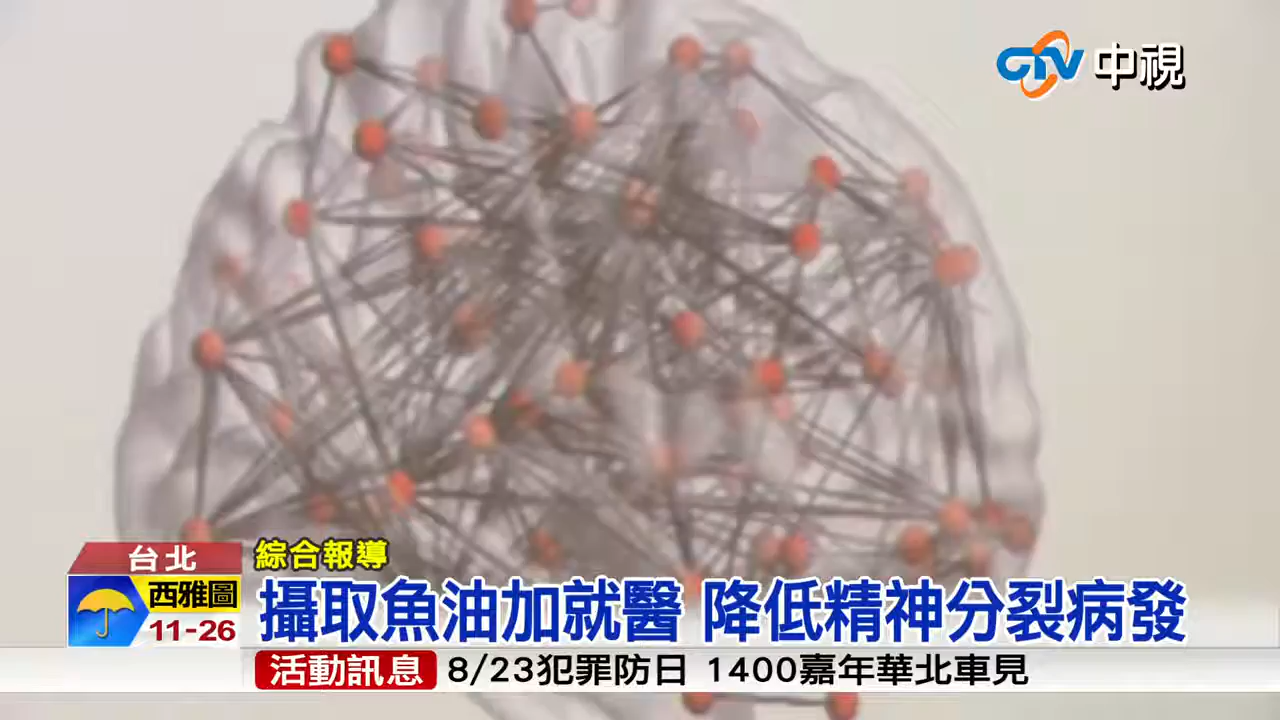 CTV 中視
台北
綜合報導
西雅圖
11-26
攝取魚油加就醫 降低精神分裂病發
活動訊息 8/23犯罪防日 1400嘉年華北車見